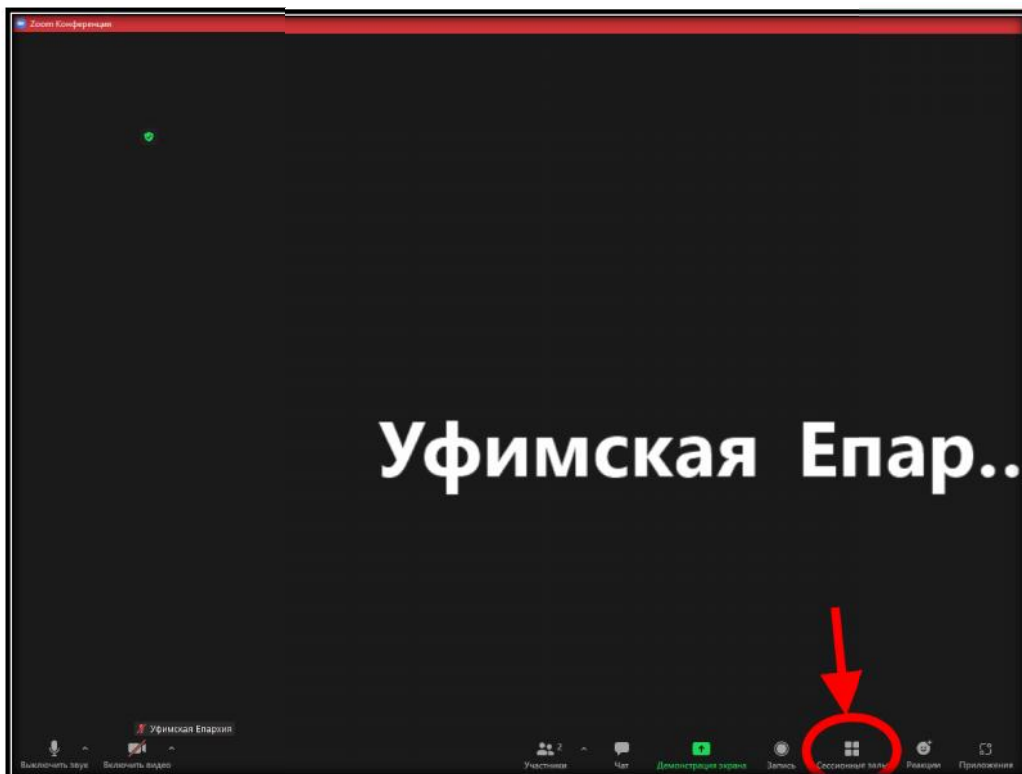 Zoom Конференция
Уфимская Епар...
Уфимская Епархия
Выключить звук
Включить видео
Участники
2
Чат
Демонстрация экрана
Запись
Сессионные залы
Реакции
Приложения